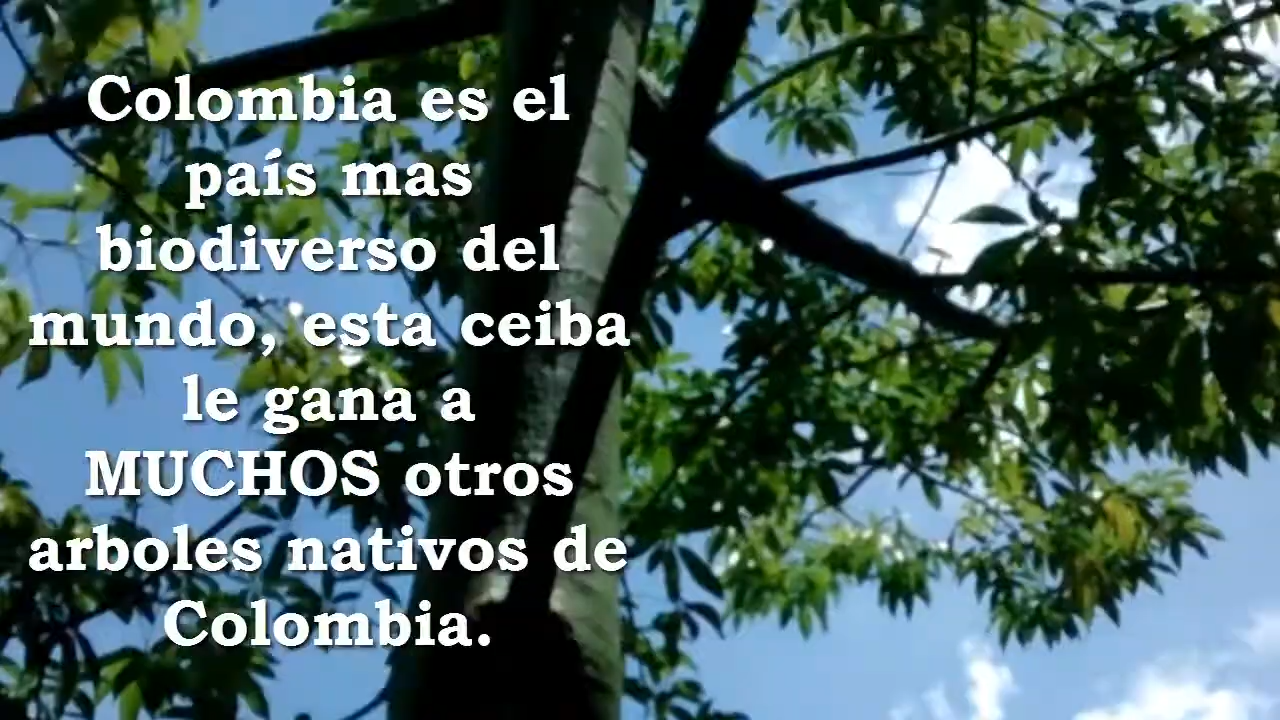 Colombia es el
país mas
biodiverso del
mundo, esta ceiba
le gana a
MUCHOS otros
arboles nativos de
Colombia.